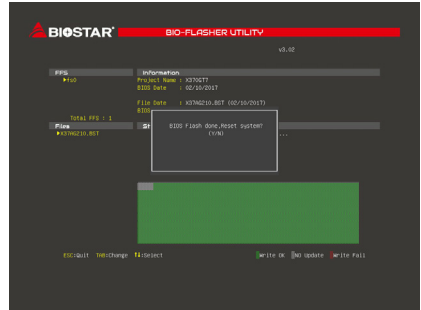 BIOSTAR
BIO-FLASHER UTILITY
v3.02
FFS
fs0
Total FFS : 1
Files
X37AG210.BST
Information
Project Name : X370GT7
BIOS Date : 02/10/2017
File Date : X37AG210.BST (02/10/2017)
BIOS
St
...
BIOS Flash done,Reset system?
(Y/N)
ESC:Quit TAB:Change ↑↓:Select
Write OK NO Update Write Fail